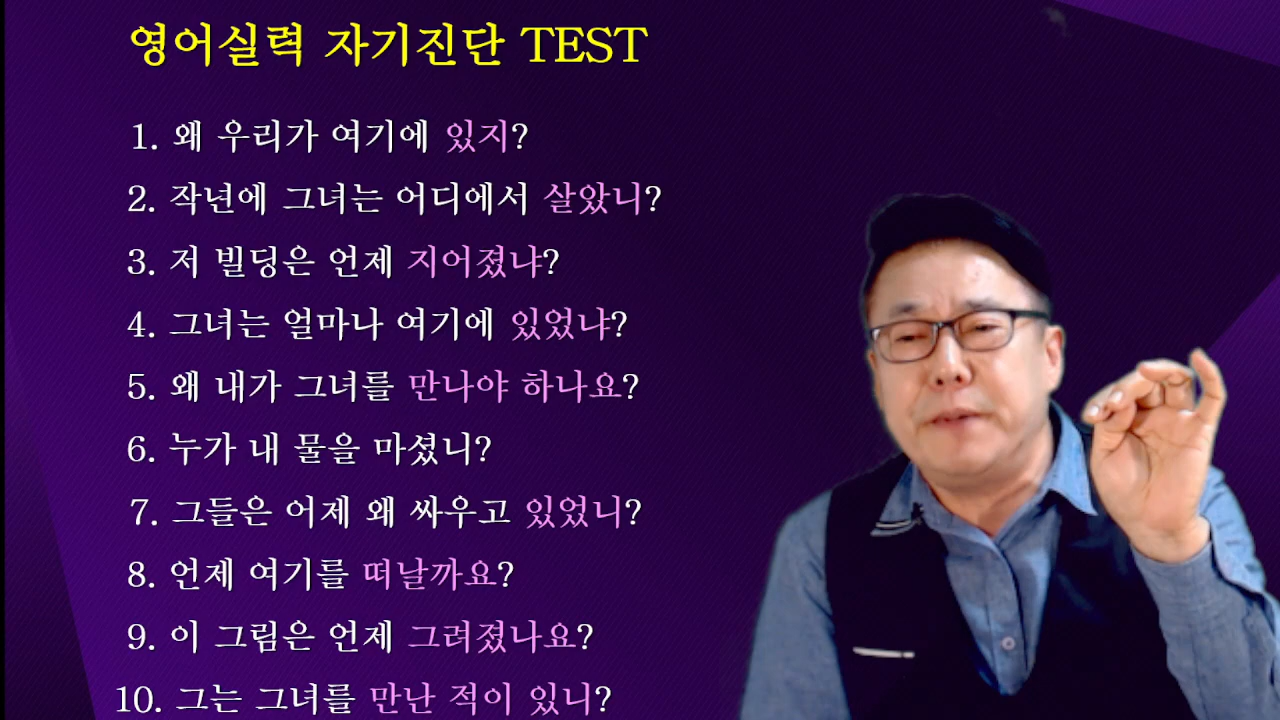 영어실력 자기진단 TEST
1. 왜 우리가 여기에 있지?
2. 작년에 그녀는 어디에서 살았니?
3. 저 빌딩은 언제 지어졌냐?
4. 그녀는 얼마나 여기에 있었냐?
5. 왜 내가 그녀를 만나야 하나요?
6. 누가 내 물을 마셨니?
7. 그들은 어제 왜 싸우고 있었니?
8. 언제 여기를 떠날까요?
9. 이 그림은 언제 그려졌나요?
10. 그는 그녀를 만난 적이 있니?